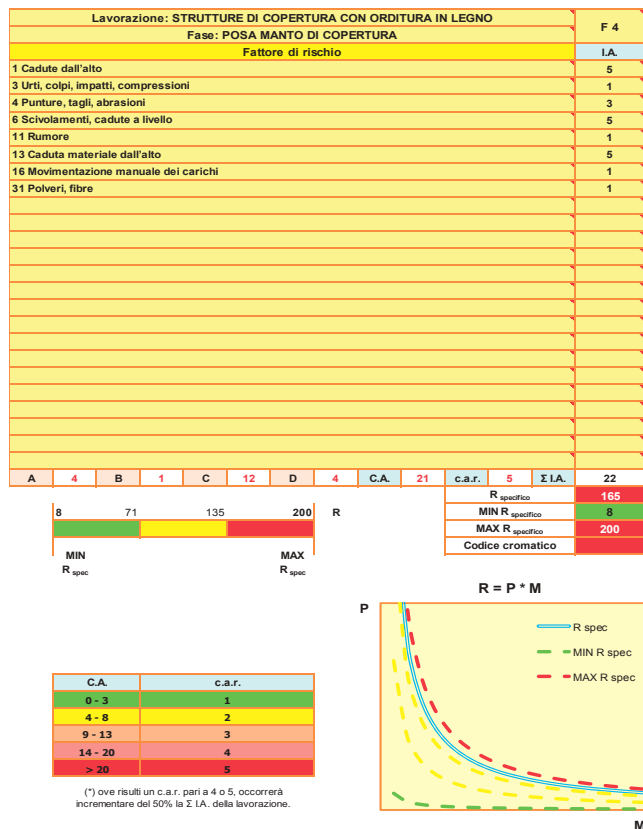 Lavorazione: STRUTTURE DI COPERTURA CON ORDITURA IN LEGNO
F 4
Fase: POSA MANTO DI COPERTURA
Fattore di rischio I.A.
1 Cadute dall'alto 5
3 Urti, colpi, impatti, compressioni 1
4 Punture, tagli, abrasioni 3
6 Scivolamenti, cadute a livello 5
11 Rumore 1
13 Caduta materiale dall'alto 5
16 Movimentazione manuale dei carichi 1
31 Polveri, fibre 1
A 4 B 1 C 12 D 4 C.A. 21 c.a.r. 5 Σ I.A. 22
R specifico 165
MIN R specifico 8
MAX R specifico 200
Codice cromatico
8 71 135 200 R
MIN MAX
R spec R spec
R = P * M
P
R spec
MIN R spec
MAX R spec
M
C.A. c.a.r.
0 - 3 1
4 - 8 2
9 - 13 3
14 - 20 4
> 20 5
(*) ove risulti un c.a.r. pari a 4 o 5, occorrerà
incrementare del 50% la Σ I.A. della lavorazione.